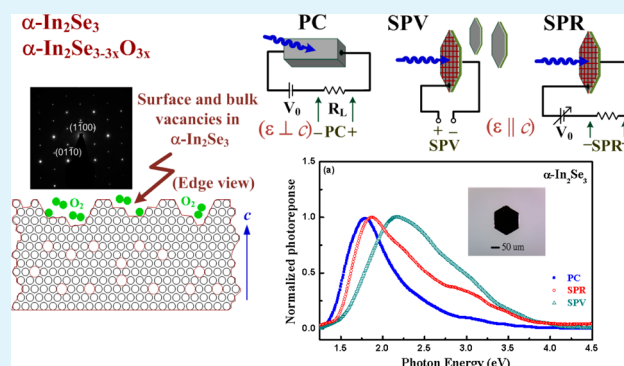 α-In₂Se₃
α-In₂Se₃₋₃ₓO₃ₓ
PC
V₀
R_L
(ε ⊥ c)
−PC+
SPV
+ −
SPV
SPR
V₀
−SPR+
(ε ∥ c)
(1̄100)
(011̄0)
Surface and bulk
vacancies in
α-In₂Se₃
(Edge view)
O₂
O₂
c
(a)
α-In₂Se₃
50 um
PC
SPR
SPV
Normalized photoreponse
1.5
1.0
0.5
0.0
1.5 2.0 2.5 3.0 3.5 4.0 4.5
Photon Energy (eV)